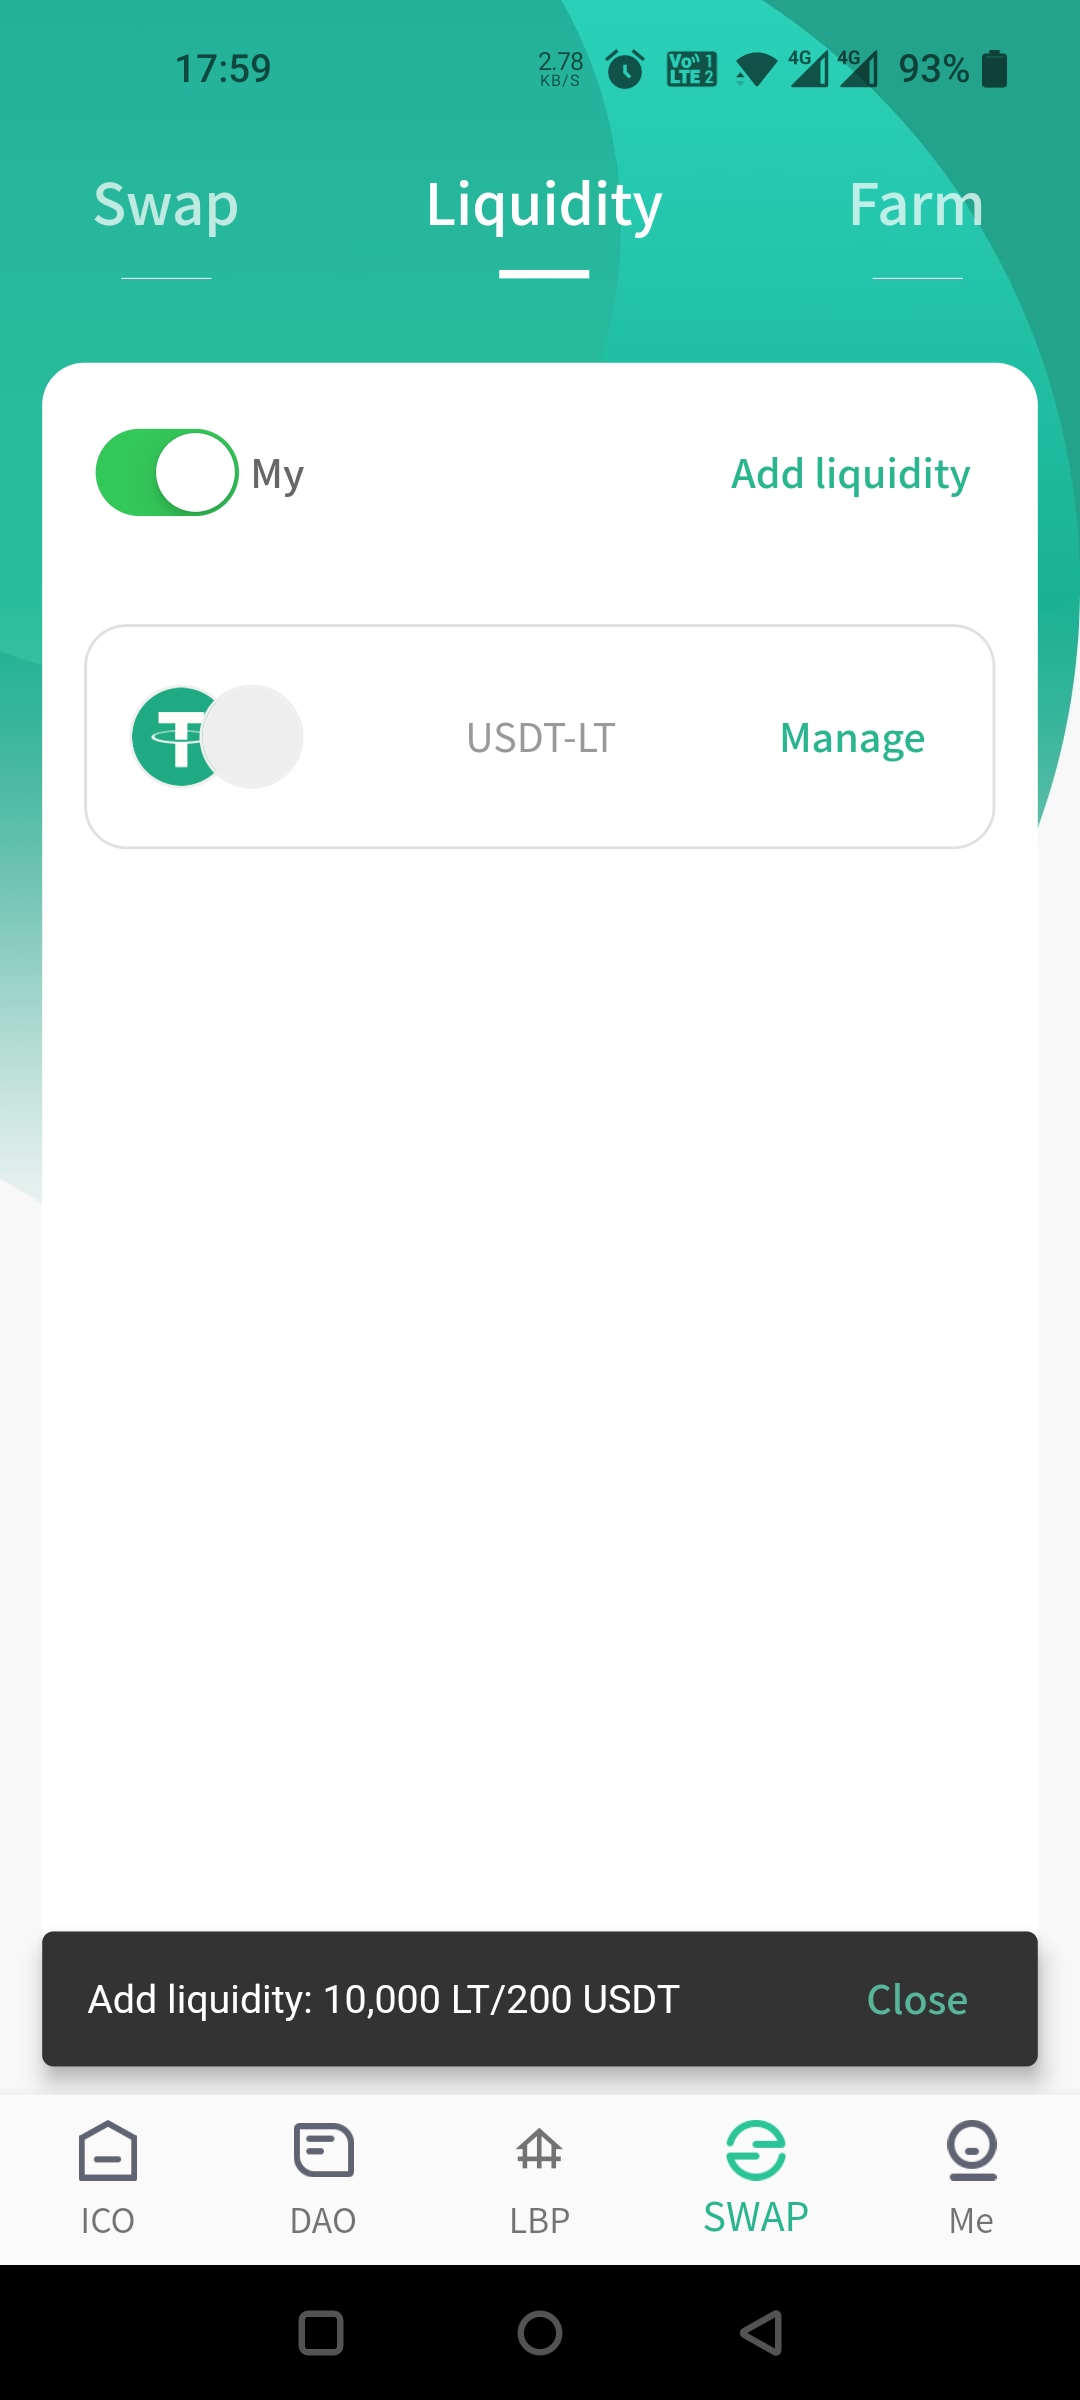 17:59
2.78
KB/S
Vo 1
LTE 2
4G
4G
93%
Swap
Liquidity
Farm
My
Add liquidity
USDT-LT
Manage
Add liquidity: 10,000 LT/200 USDT
Close
ICO
DAO
LBP
SWAP
Me